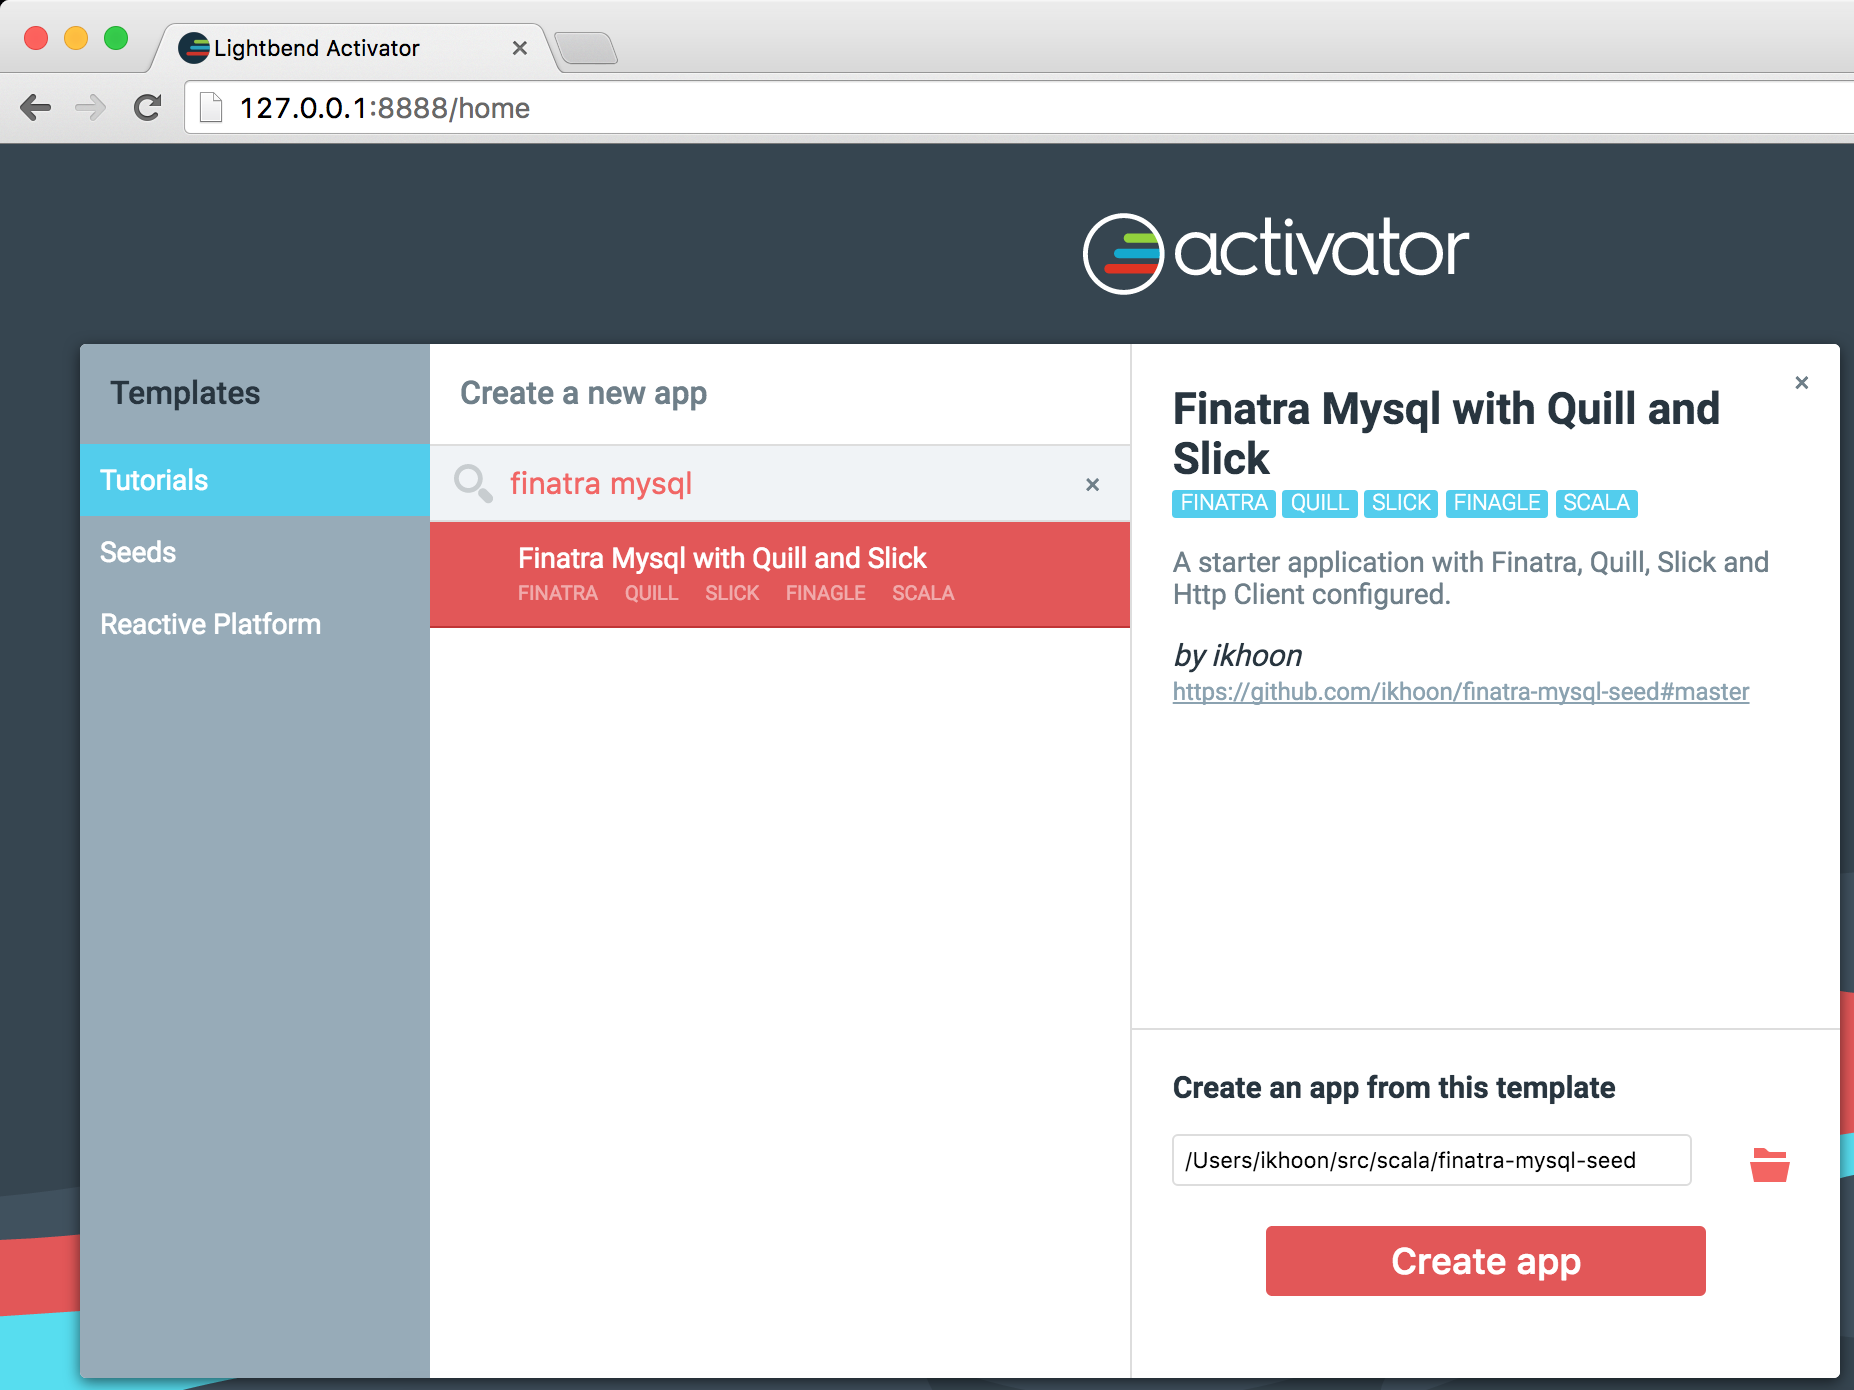 Lightbend Activator
127.0.0.1:8888/home
activator
Templates
Tutorials
Seeds
Reactive Platform
Create a new app
finatra mysql
Finatra Mysql with Quill and Slick
FINATRA QUILL SLICK FINAGLE SCALA
Finatra Mysql with Quill and
Slick
FINATRA QUILL SLICK FINAGLE SCALA
A starter application with Finatra, Quill, Slick and
Http Client configured.
by ikhoon
https://github.com/ikhoon/finatra-mysql-seed#master
Create an app from this template
/Users/ikhoon/src/scala/finatra-mysql-seed
Create app